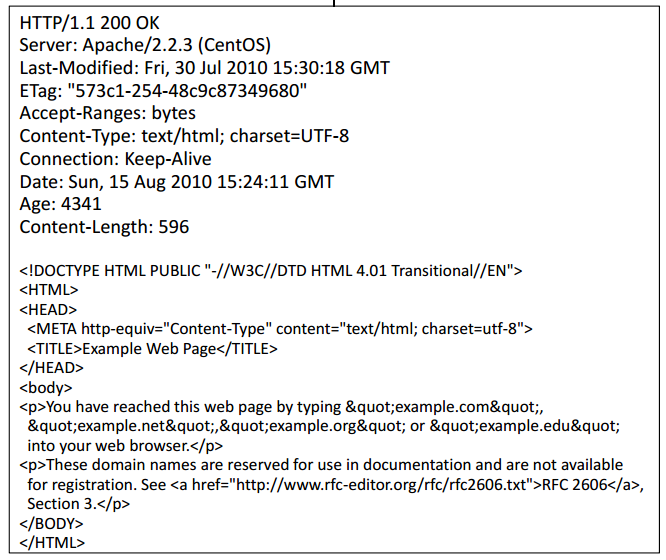 HTTP/1.1 200 OK
Server: Apache/2.2.3 (CentOS)
Last-Modified: Fri, 30 Jul 2010 15:30:18 GMT
ETag: "573c1-254-48c9c87349680"
Accept-Ranges: bytes
Content-Type: text/html; charset=UTF-8
Connection: Keep-Alive
Date: Sun, 15 Aug 2010 15:24:11 GMT
Age: 4341
Content-Length: 596

<!DOCTYPE HTML PUBLIC "-//W3C//DTD HTML 4.01 Transitional//EN">
<HTML>
<HEAD>
  <META http-equiv="Content-Type" content="text/html; charset=utf-8">
  <TITLE>Example Web Page</TITLE>
</HEAD>
<body>
<p>You have reached this web page by typing &quot;example.com&quot;,
  &quot;example.net&quot;,&quot;example.org&quot; or &quot;example.edu&quot;
  into your web browser.</p>
<p>These domain names are reserved for use in documentation and are not available
  for registration. See <a href="http://www.rfc-editor.org/rfc/rfc2606.txt">RFC 2606</a>,
  Section 3.</p>
</BODY>
</HTML>